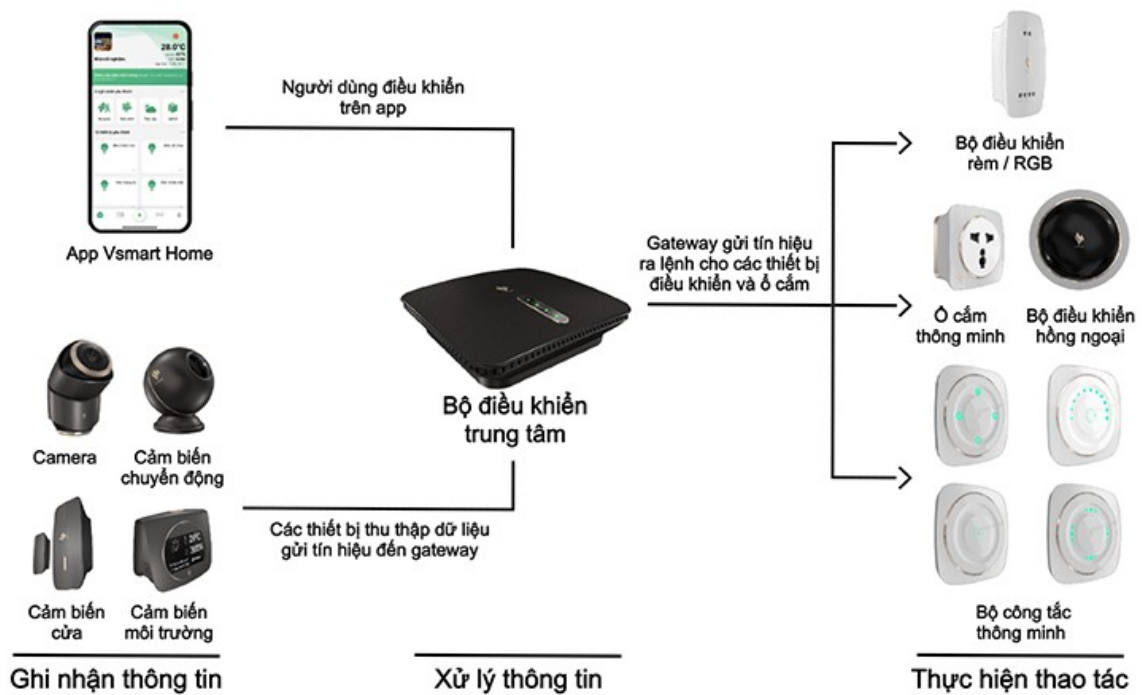 28.0°C
Người dùng điều khiển
trên app
App Vsmart Home
Bộ điều khiển
rèm / RGB
Gateway gửi tín hiệu
ra lệnh cho các thiết bị
điều khiển và ổ cắm
Ổ cắm
thông minh
Bộ điều khiển
hồng ngoại
Bộ điều khiển
trung tâm
Camera
Cảm biến
chuyển động
Các thiết bị thu thập dữ liệu
gửi tín hiệu đến gateway
Cảm biến
cửa
Cảm biến
môi trường
Bộ công tắc
thông minh
Ghi nhận thông tin
Xử lý thông tin
Thực hiện thao tác